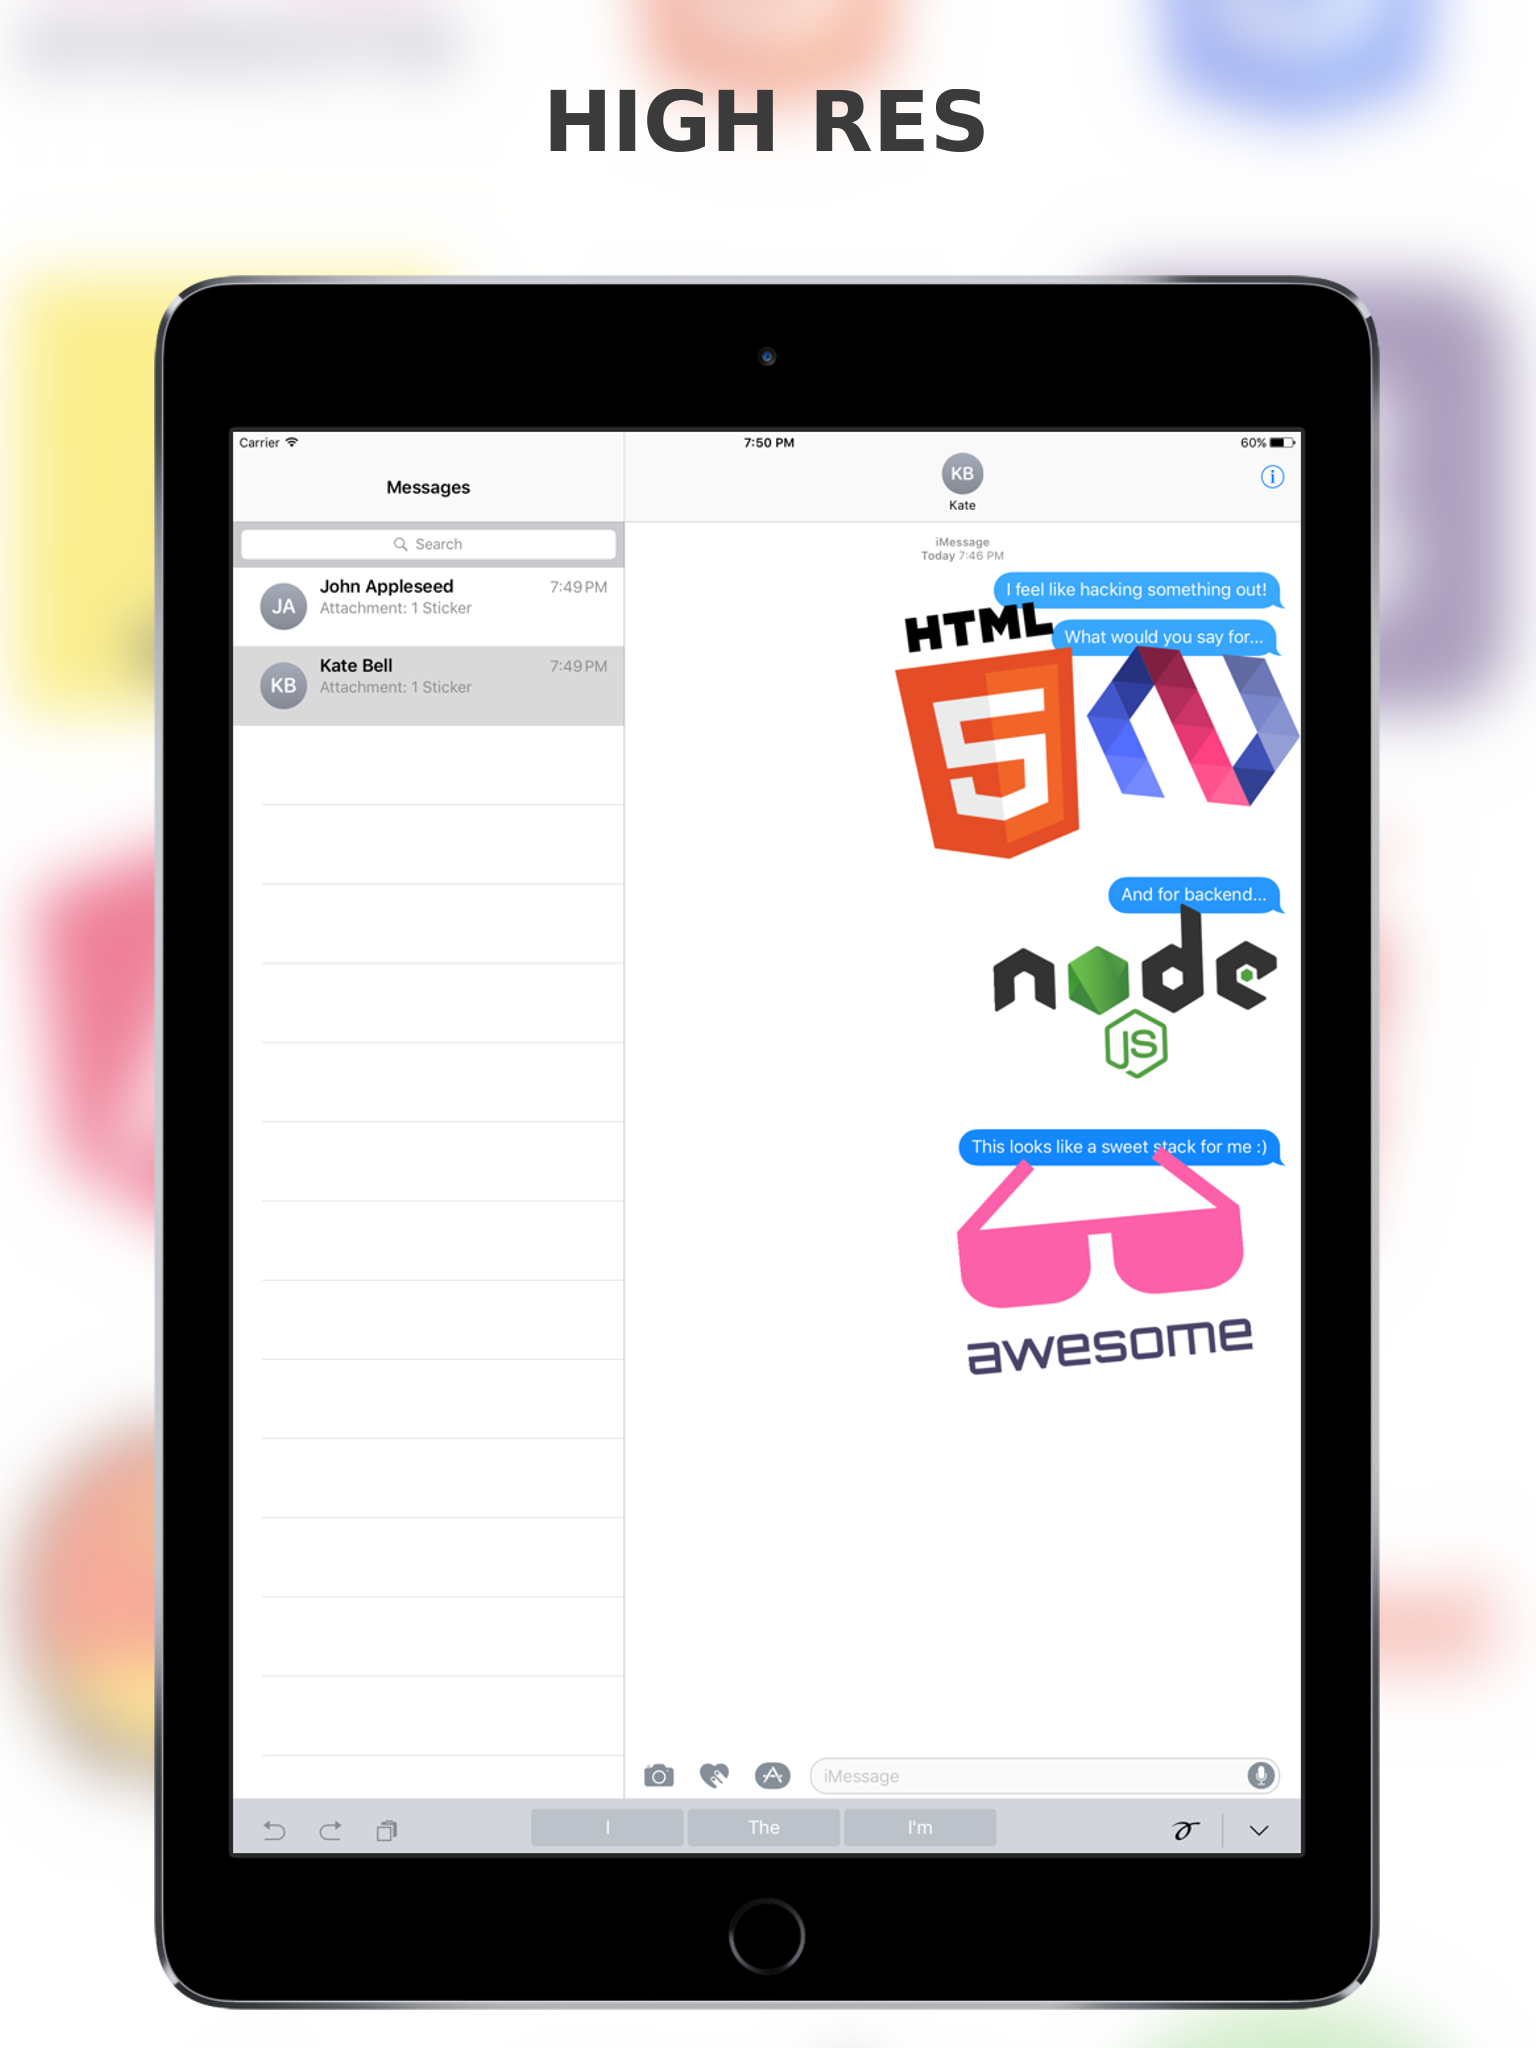 HIGH RES
Carrier
7:50 PM
60%
Messages
KB
Kate
Search
iMessage
Today 7:46 PM
JA
John Appleseed
7:49 PM
Attachment: 1 Sticker
KB
Kate Bell
7:49 PM
Attachment: 1 Sticker
I feel like hacking something out!
HTML
What would you say for...
5
And for backend...
node
JS
This looks like a sweet stack for me :)
awesome
iMessage
I
The
I'm